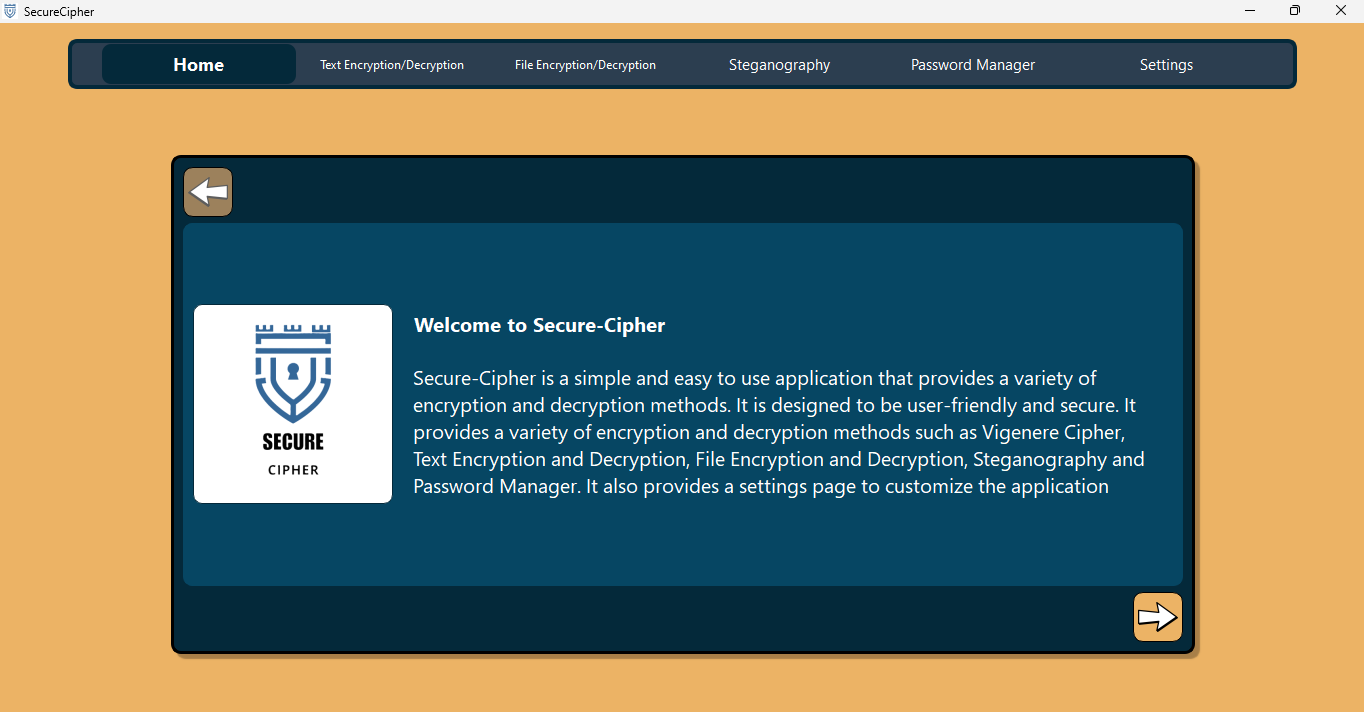 SecureCipher
Home
Text Encryption/Decryption
File Encryption/Decryption
Steganography
Password Manager
Settings
SECURE
CIPHER
Welcome to Secure-Cipher
Secure-Cipher is a simple and easy to use application that provides a variety of
encryption and decryption methods. It is designed to be user-friendly and secure. It
provides a variety of encryption and decryption methods such as Vigenere Cipher,
Text Encryption and Decryption, File Encryption and Decryption, Steganography and
Password Manager. It also provides a settings page to customize the application